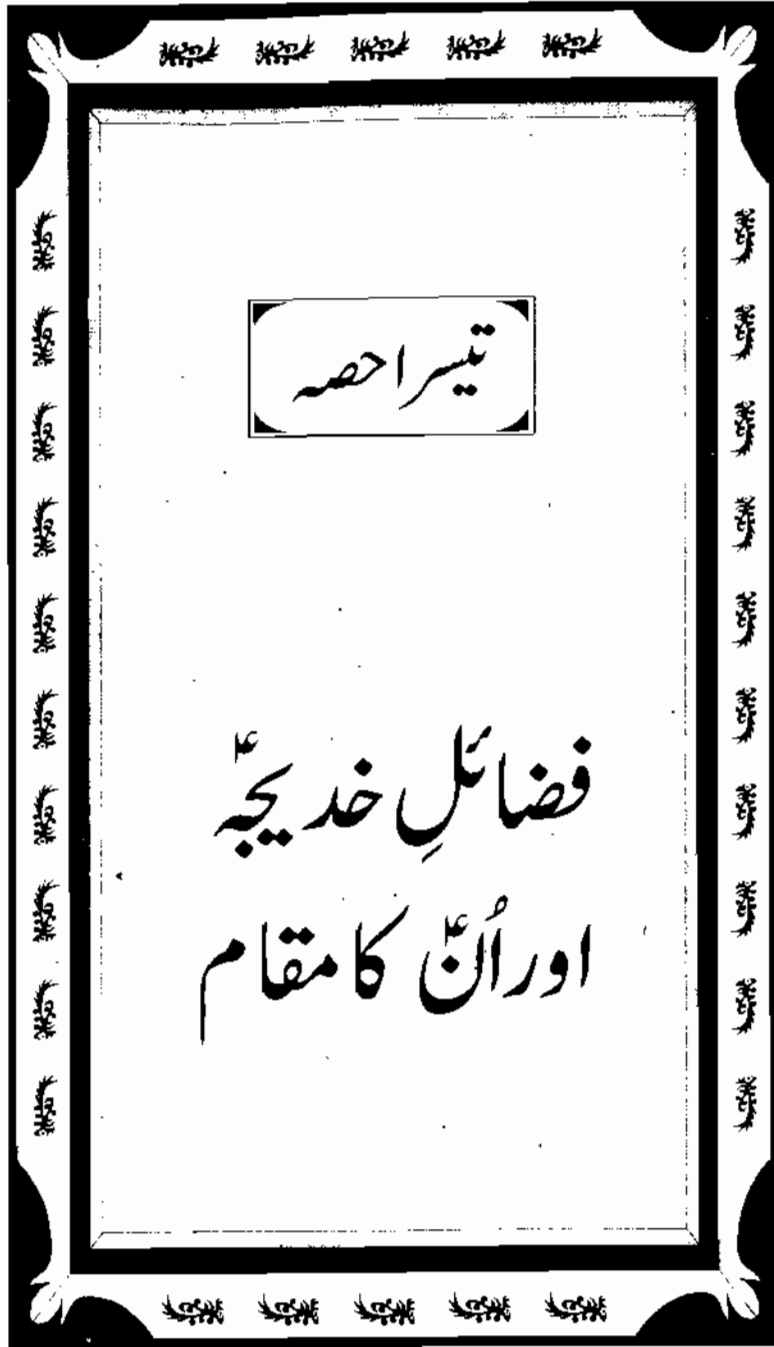 تیسرا حصہ
فضائلِ خدیجہؑ
اور اُنؑ کا مقام